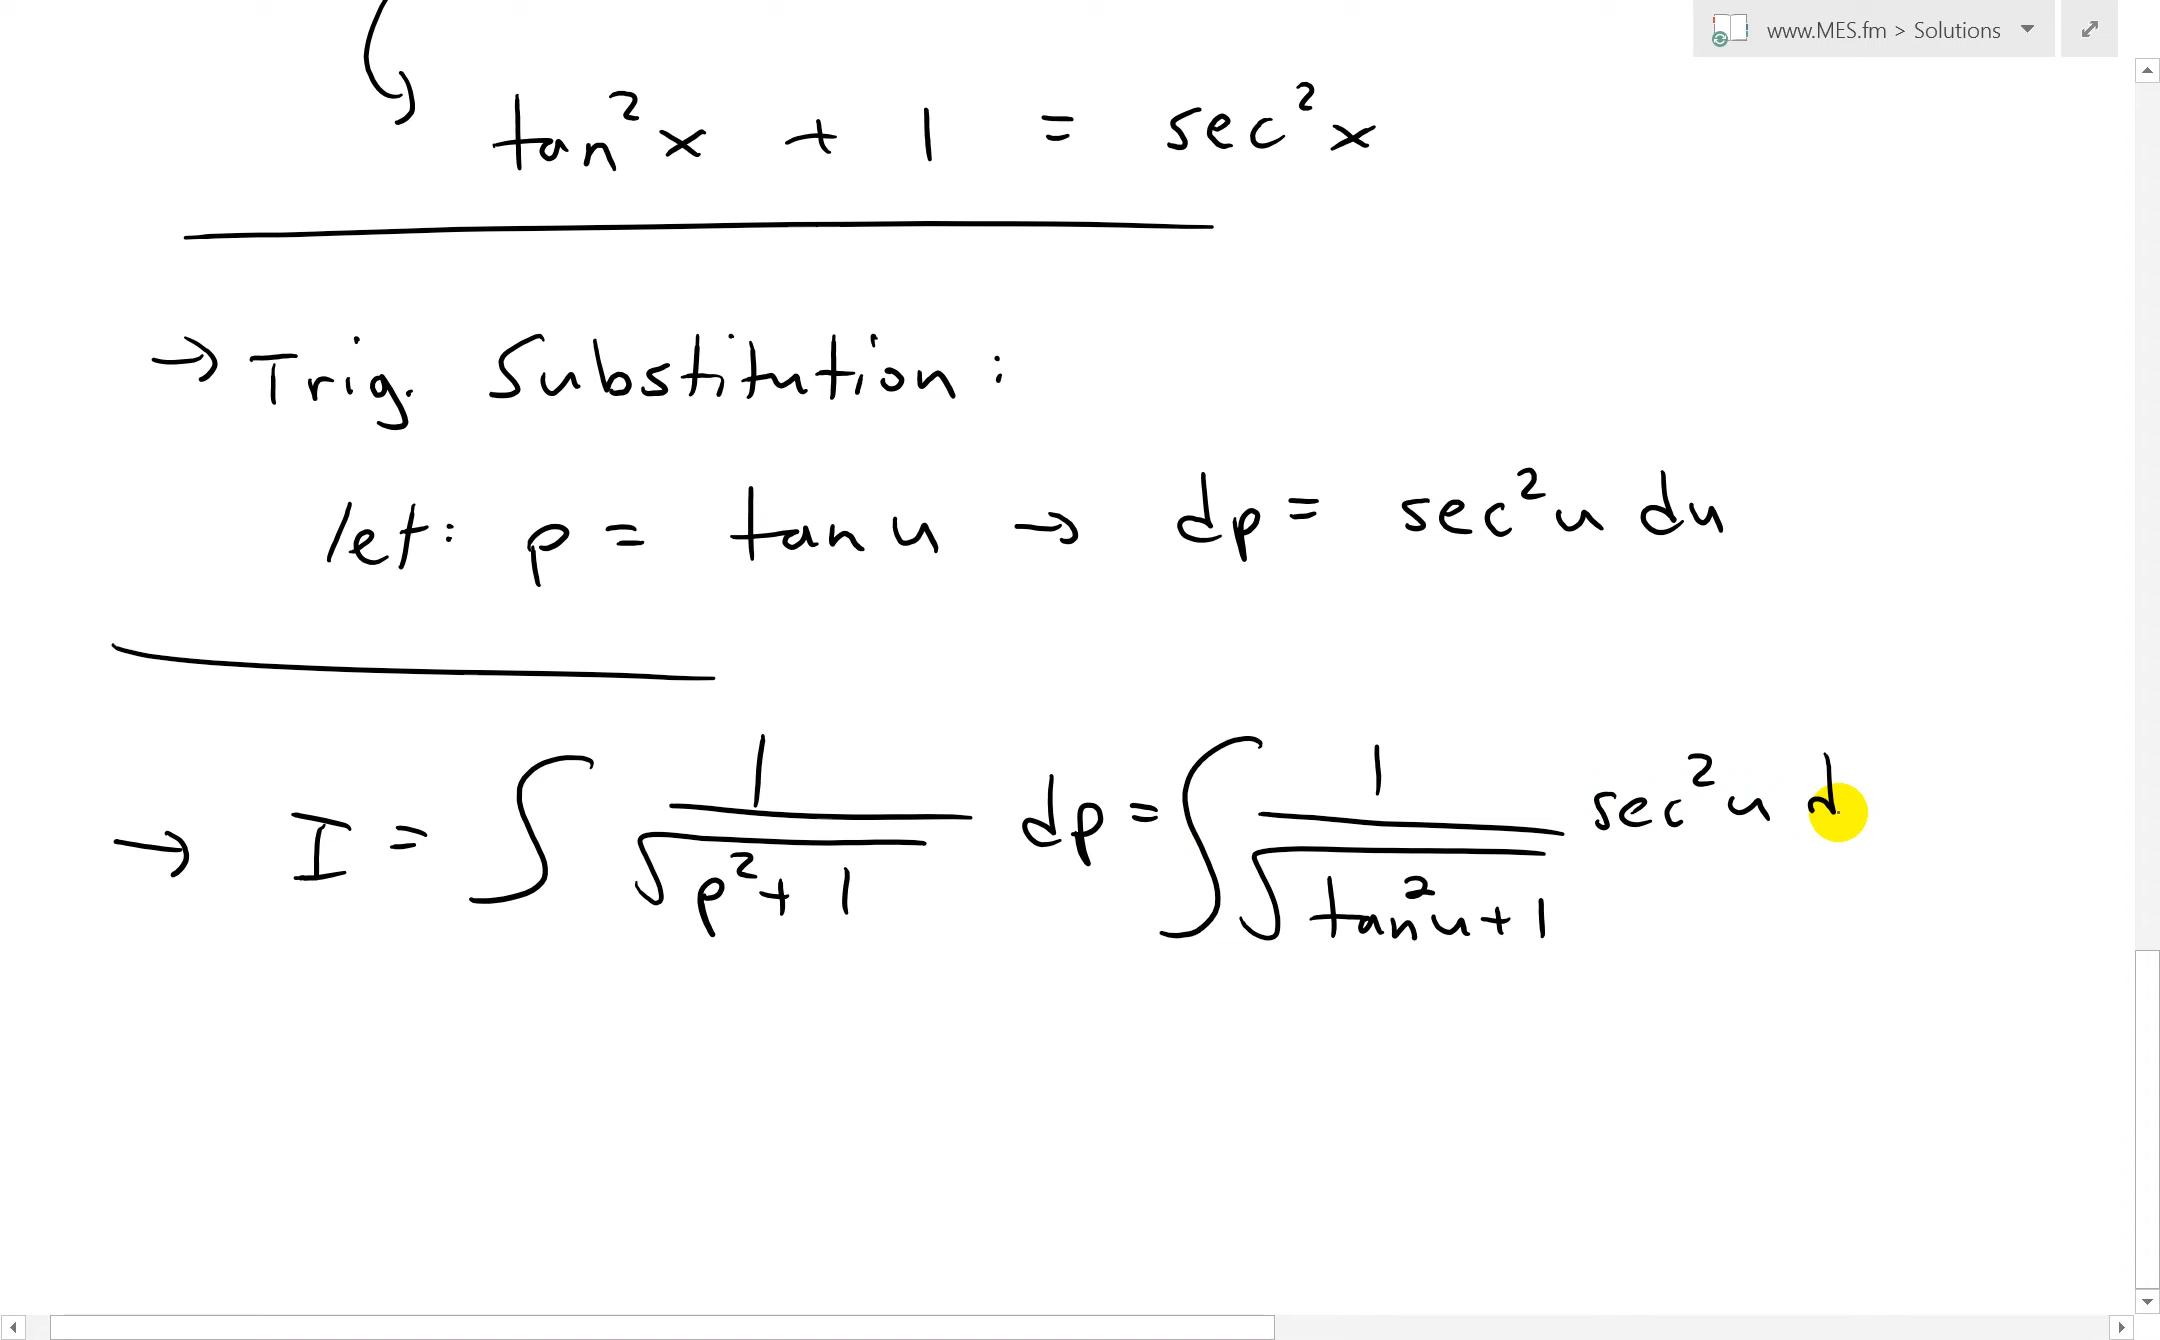 www.MES.fm > Solutions
tan²x + 1 = sec²x
→ Trig. Substitution:
let: p = tan u → dp = sec²u du
→ I = ∫ 1/√(p²+1) dp = ∫ 1/√(tan²u+1) sec²u d